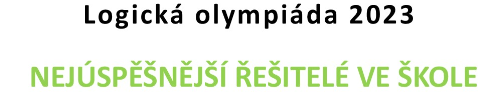 Logická olympiáda 2023
NEJÚSPĚŠNĚJŠÍ ŘEŠITELÉ VE ŠKOLE